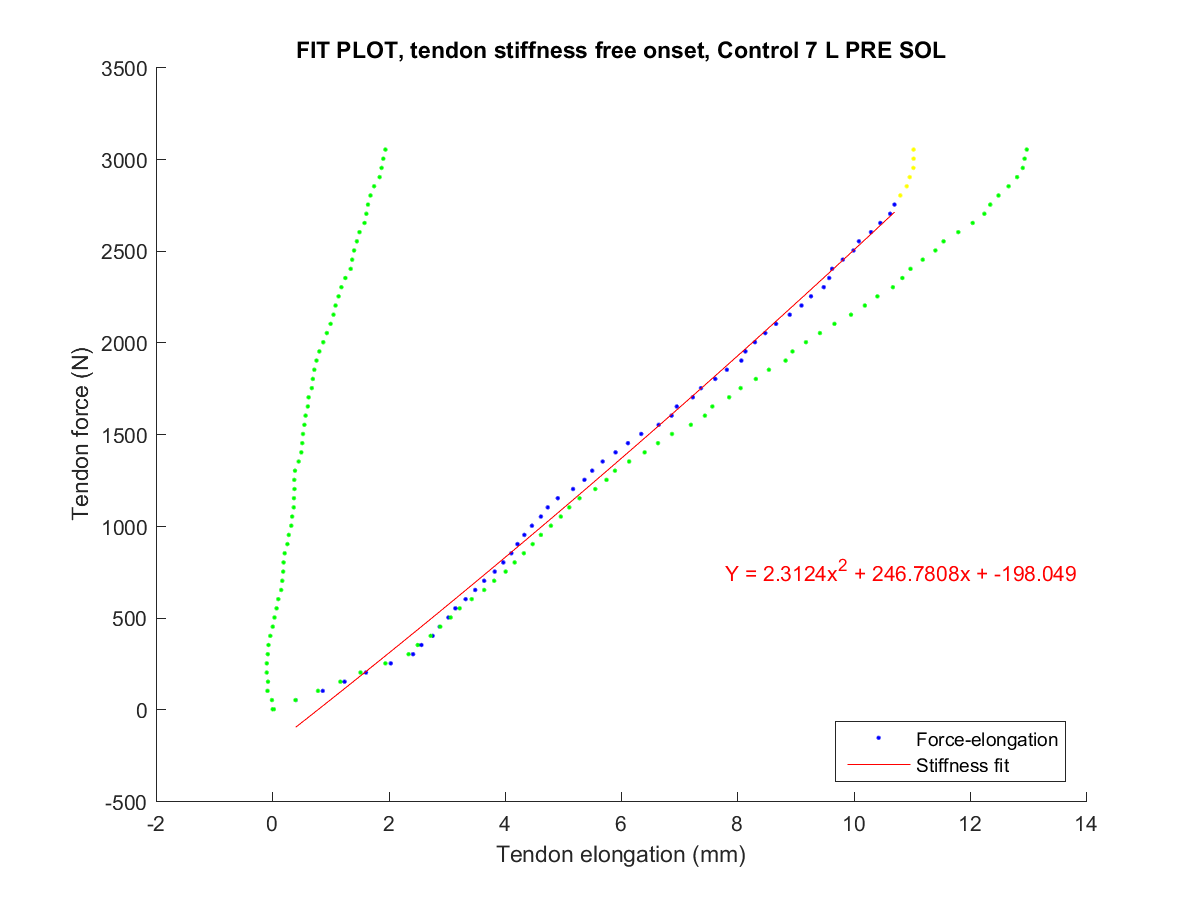 FIT PLOT, tendon stiffness free onset, Control 7 L PRE SOL
3500
3000
2500
2000
1500
1000
500
0
-500
Tendon force (N)
Y = 2.3124x² + 246.7808x + -198.049
Force-elongation
Stiffness fit
-2 0 2 4 6 8 10 12 14
Tendon elongation (mm)